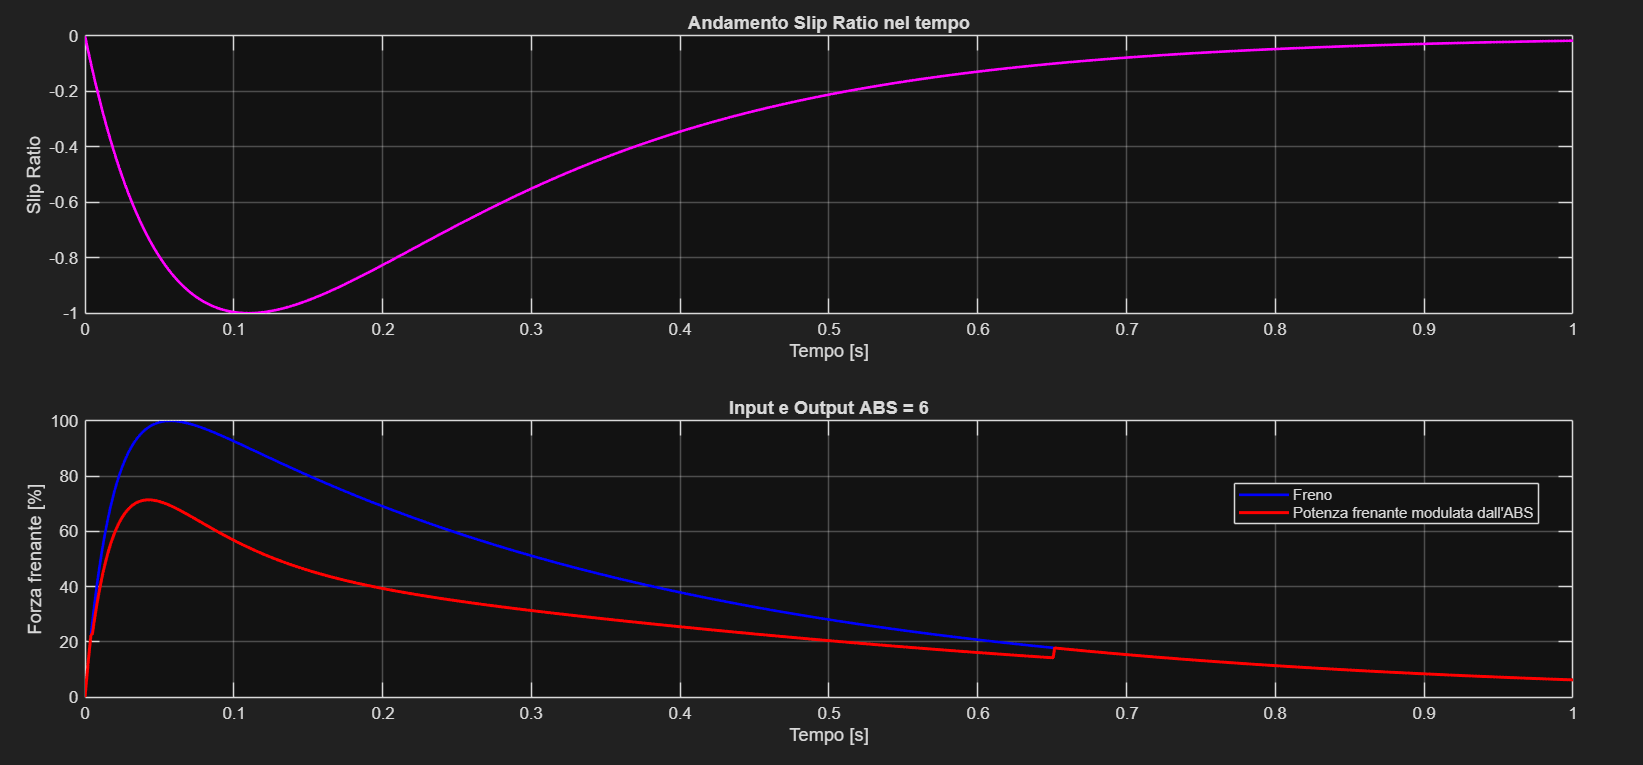 Andamento Slip Ratio nel tempo
0
-0.2
-0.4
-0.6
-0.8
-1
Slip Ratio
0 0.1 0.2 0.3 0.4 0.5 0.6 0.7 0.8 0.9 1
Tempo [s]
Input e Output ABS = 6
100
80
60
40
20
0
Forza frenante [%]
Freno
Potenza frenante modulata dall'ABS
0 0.1 0.2 0.3 0.4 0.5 0.6 0.7 0.8 0.9 1
Tempo [s]